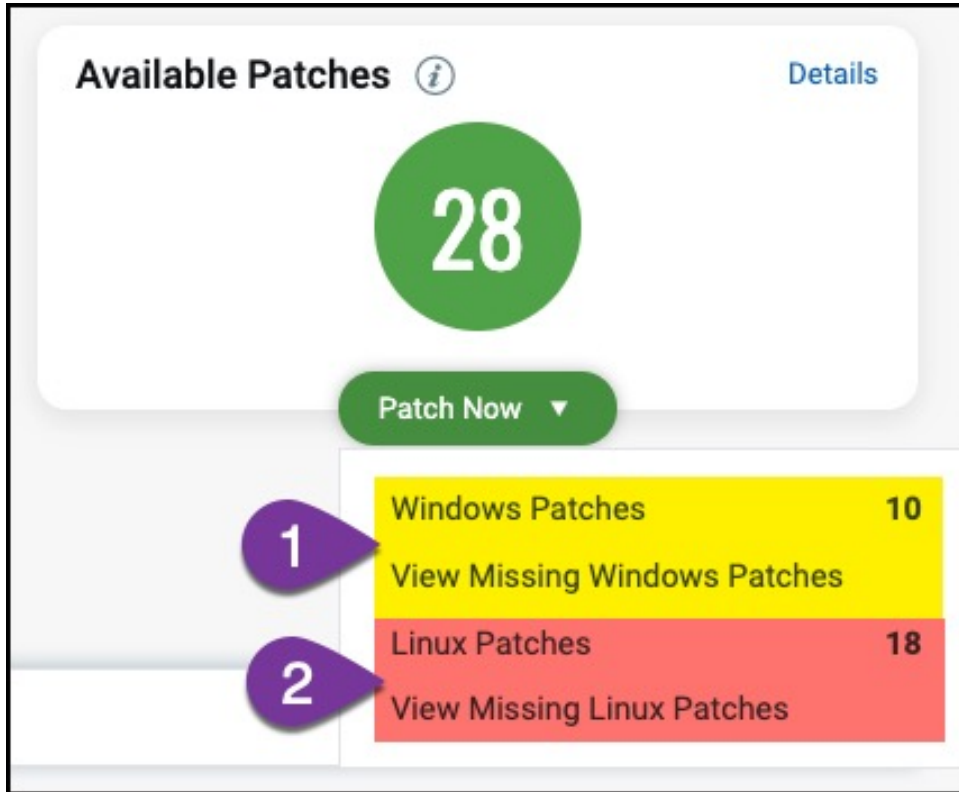 Available Patches i Details
28
Patch Now ▼
1
Windows Patches 10
View Missing Windows Patches
2
Linux Patches 18
View Missing Linux Patches